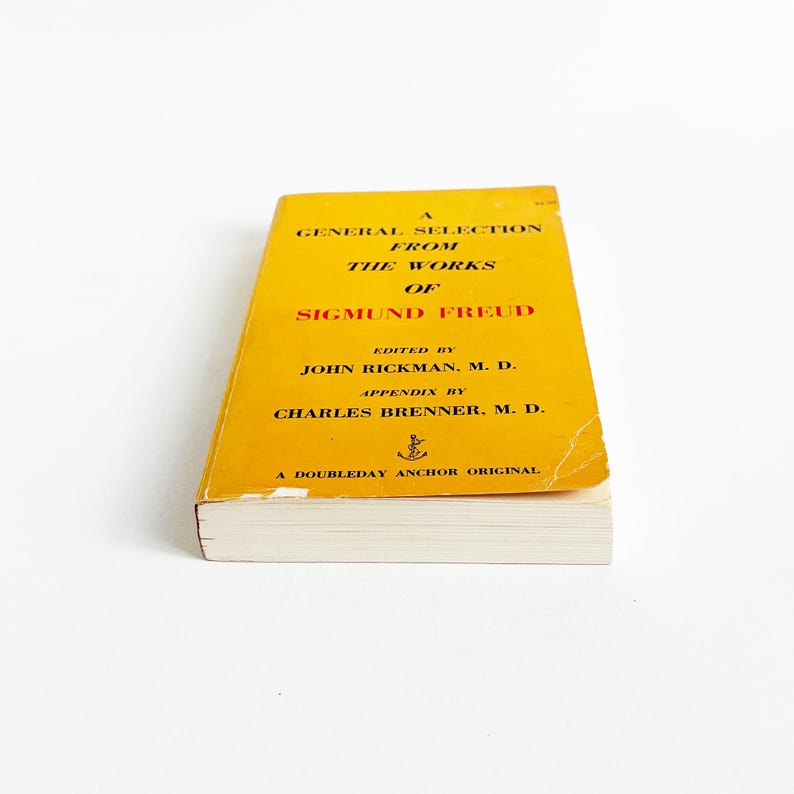 A
GENERAL SELECTION
FROM
THE WORKS
OF
SIGMUND FREUD
EDITED BY
JOHN RICKMAN, M. D.
APPENDIX BY
CHARLES BRENNER, M. D.
A DOUBLEDAY ANCHOR ORIGINAL